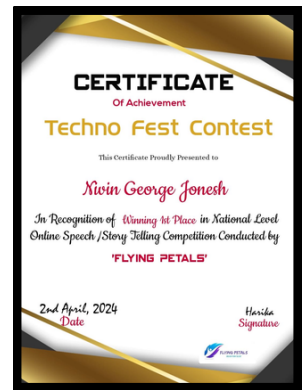 CERTIFICATE
Of Achievement
Techno Fest Contest
This Certificate Proudly Presented to
Nivin George Jonesh
In Recognition of Winning 1st Place in National Level
Online Speech /Story Telling Competition Conducted by
'FLYING PETALS'
2nd April, 2024
Date
Harika
Signature
FLYING PETALS